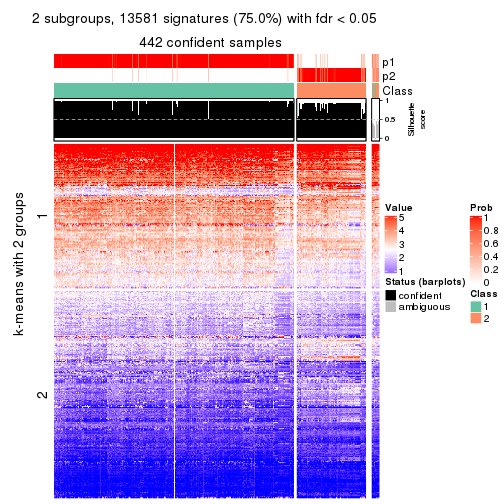 2 subgroups, 13581 signatures (75.0%) with fdr < 0.05
442 confident samples
p1
p2
Class
1
0.5
0
Silhouette
score
k-means with 2 groups
1
2
Value
5
4
3
2
1
Status (barplots)
confident
ambiguous
Prob
1
0.8
0.6
0.4
0.2
0
Class
1
2